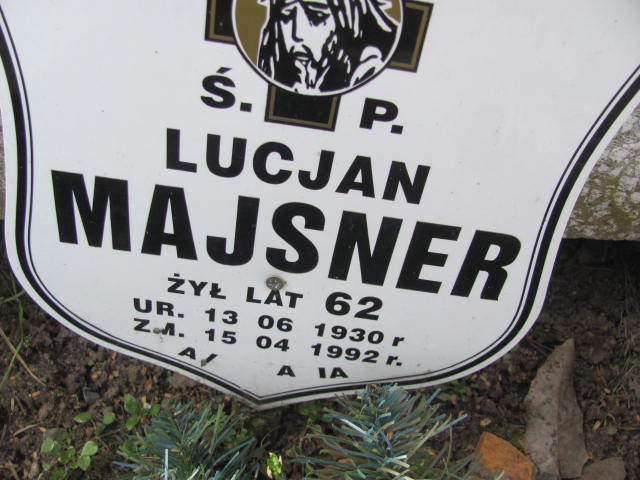 Ś. P.
LUCJAN
MAJSNER
ŻYŁ LAT 62
UR. 13 06 1930 r
ZM. 15 04 1992 r.